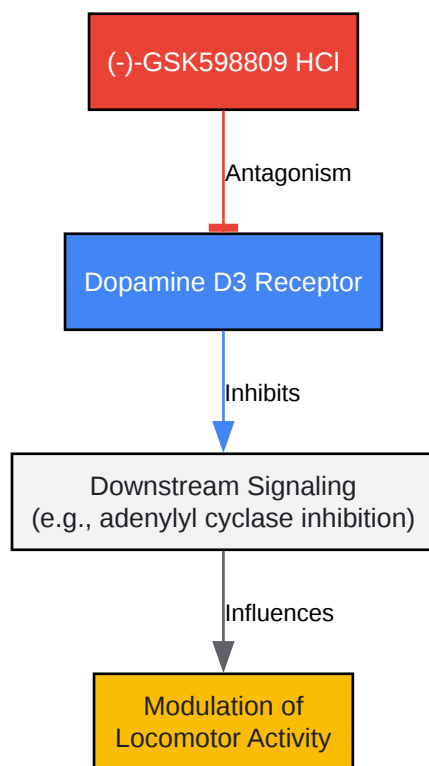 (-)-GSK598809 HCl
Antagonism
Dopamine D3 Receptor
Inhibits
Downstream Signaling
(e.g., adenylyl cyclase inhibition)
Influences
Modulation of
Locomotor Activity